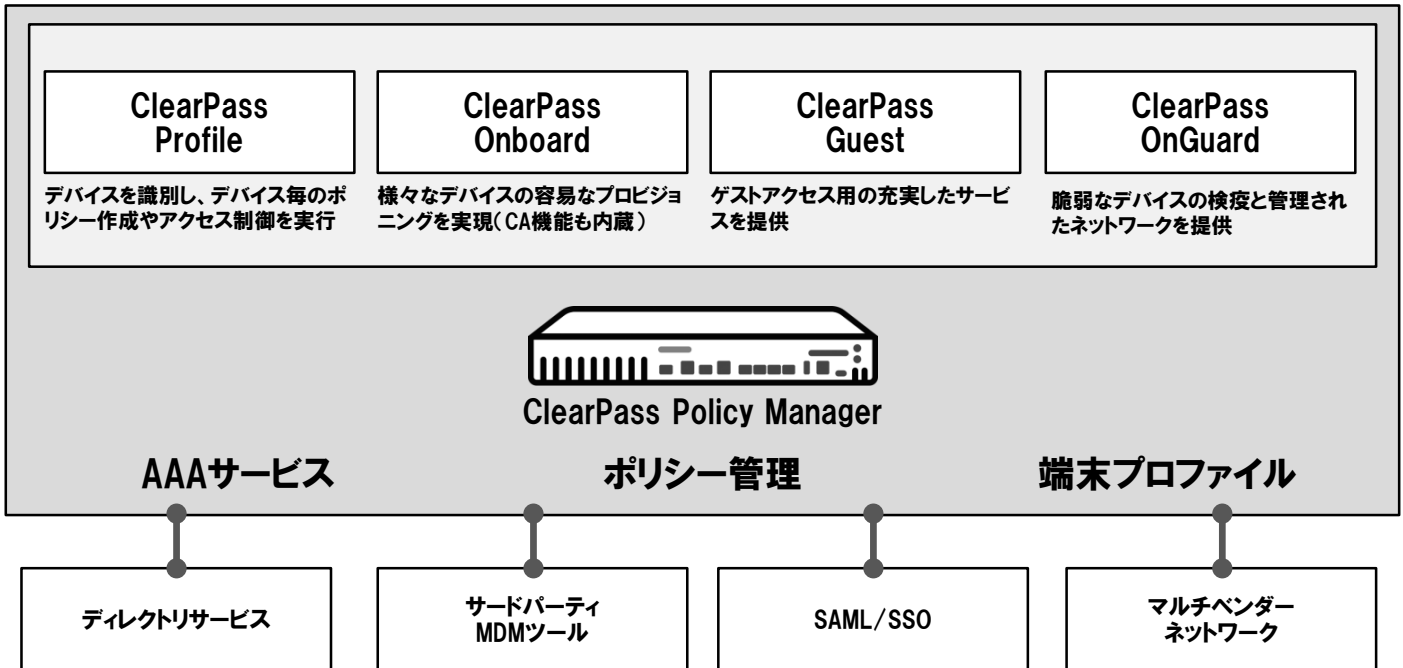 ClearPass
Profile
ClearPass
Onboard
ClearPass
Guest
ClearPass
OnGuard
デバイスを識別し、デバイス毎のポ
リシー作成やアクセス制御を実行
様々なデバイスの容易なプロビジョ
ニングを実現(CA機能も内蔵)
ゲストアクセス用の充実したサービ
スを提供
脆弱なデバイスの検疫と管理され
たネットワークを提供
ClearPass Policy Manager
AAAサービス
ポリシー管理
端末プロファイル
ディレクトリサービス
サードパーティ
MDMツール
SAML/SSO
マルチベンダー
ネットワーク